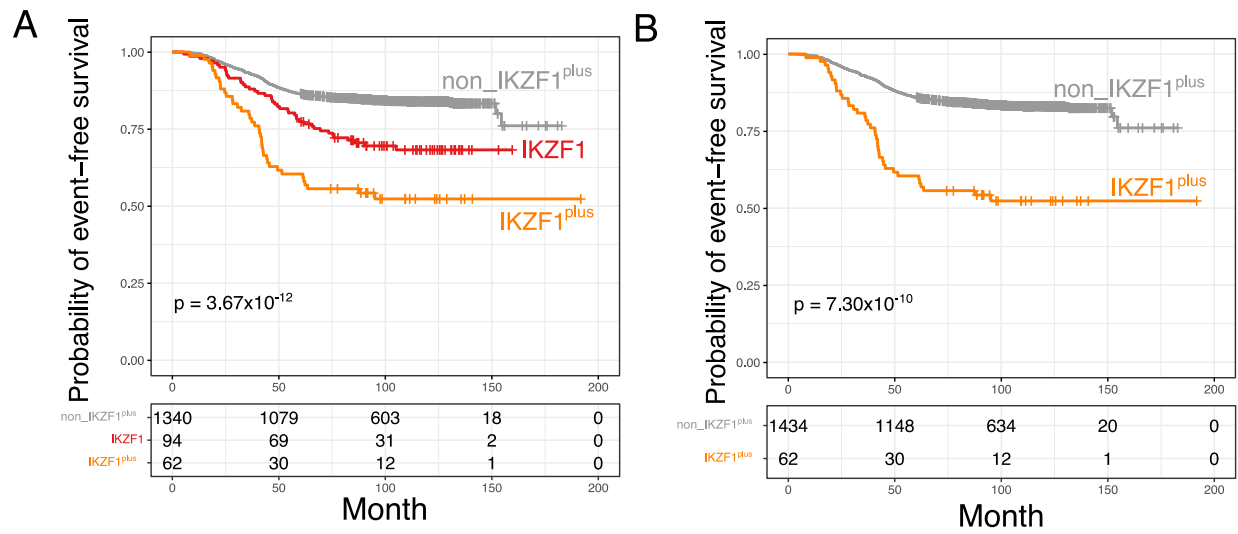 A
Probability of event−free survival
1.00
0.75
0.50
0.25
0.00
non_IKZF1plus
IKZF1
IKZF1plus
p = 3.67x10-12
0 50 100 150 200
non_IKZF1plus 1340 1079 603 18 0
IKZF1 94 69 31 2 0
IKZF1plus 62 30 12 1 0
0 50 100 150 200
Month
B
Probability of event−free survival
1.00
0.75
0.50
0.25
0.00
non_IKZF1plus
IKZF1plus
p = 7.30x10-10
0 50 100 150 200
non_IKZF1plus 1434 1148 634 20 0
IKZF1plus 62 30 12 1 0
0 50 100 150 200
Month